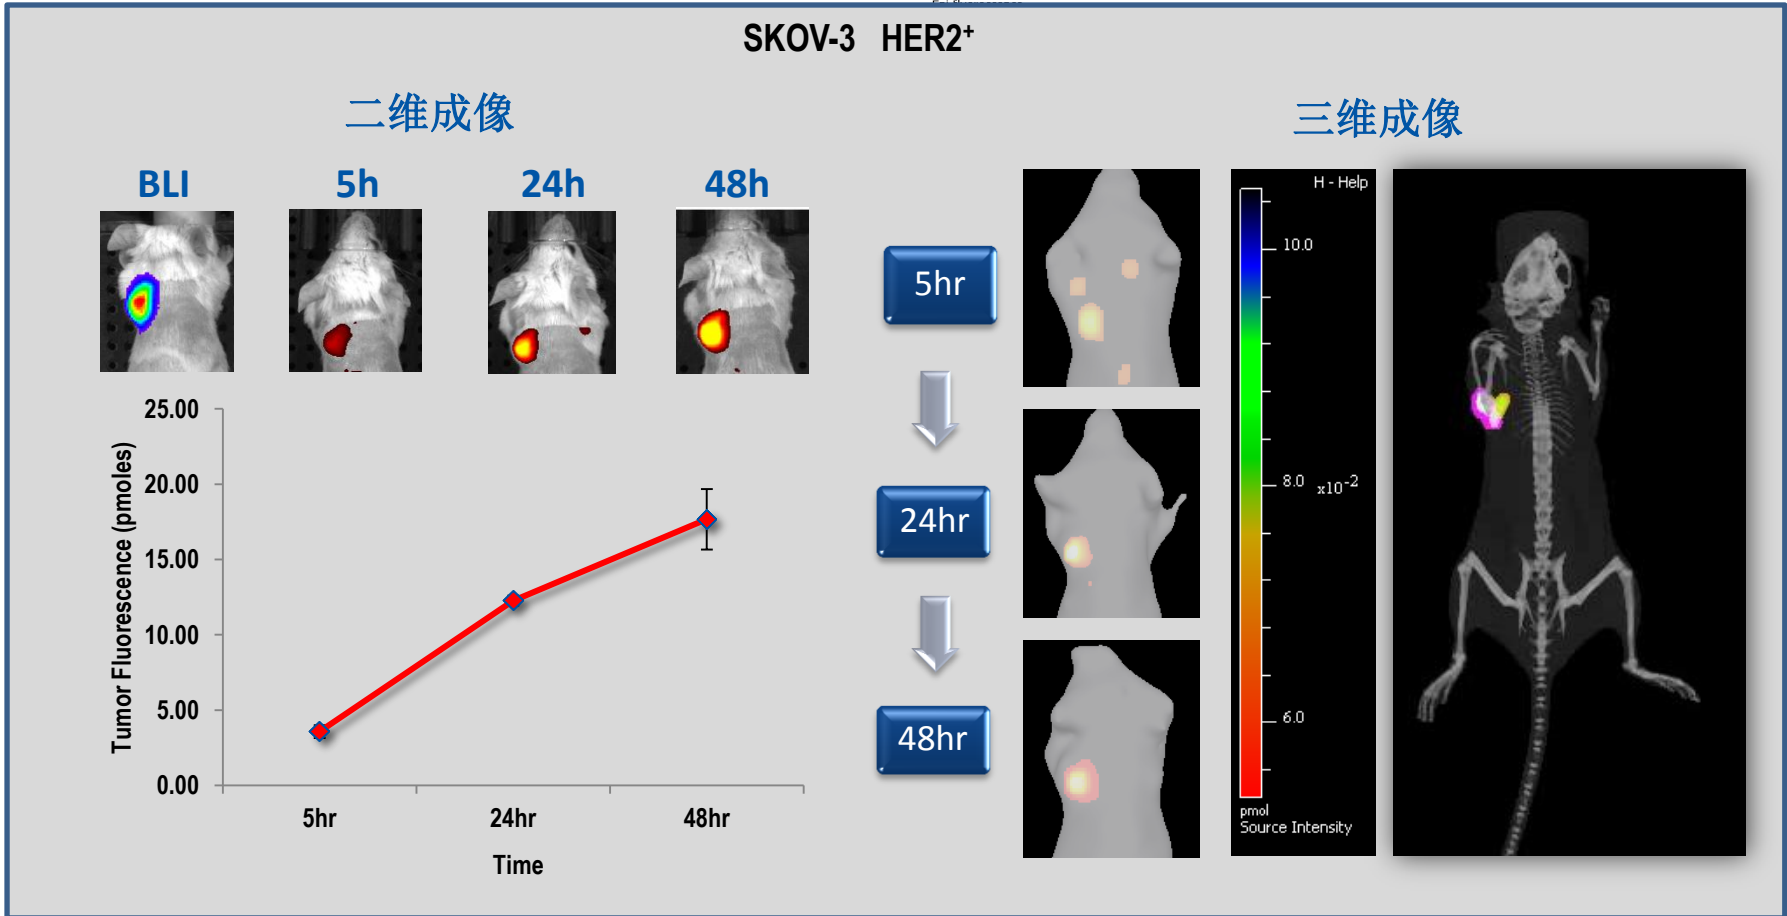 SKOV-3 HER2⁺
二维成像
三维成像
BLI
5h
24h
48h
25.00
20.00
15.00
10.00
5.00
0.00
Tumor Fluorescence (pmoles)
5hr
24hr
48hr
Time
5hr
24hr
48hr
H - Help
10.0
8.0 x10⁻²
6.0
pmol
Source Intensity